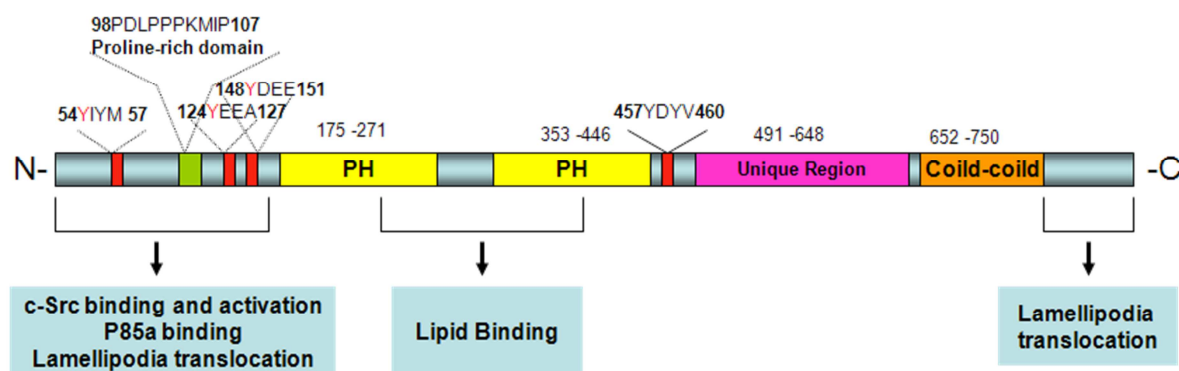 98PDLPPPKMIP107
Proline-rich domain
148YDEE151
54YIYM 57
124YEEA127
457YDYV460
175 -271
353 -446
491 -648
652 -750
N-
PH
PH
Unique Region
Coild-coild
-C
c-Src binding and activation
P85a binding
Lamellipodia translocation
Lipid Binding
Lamellipodia
translocation